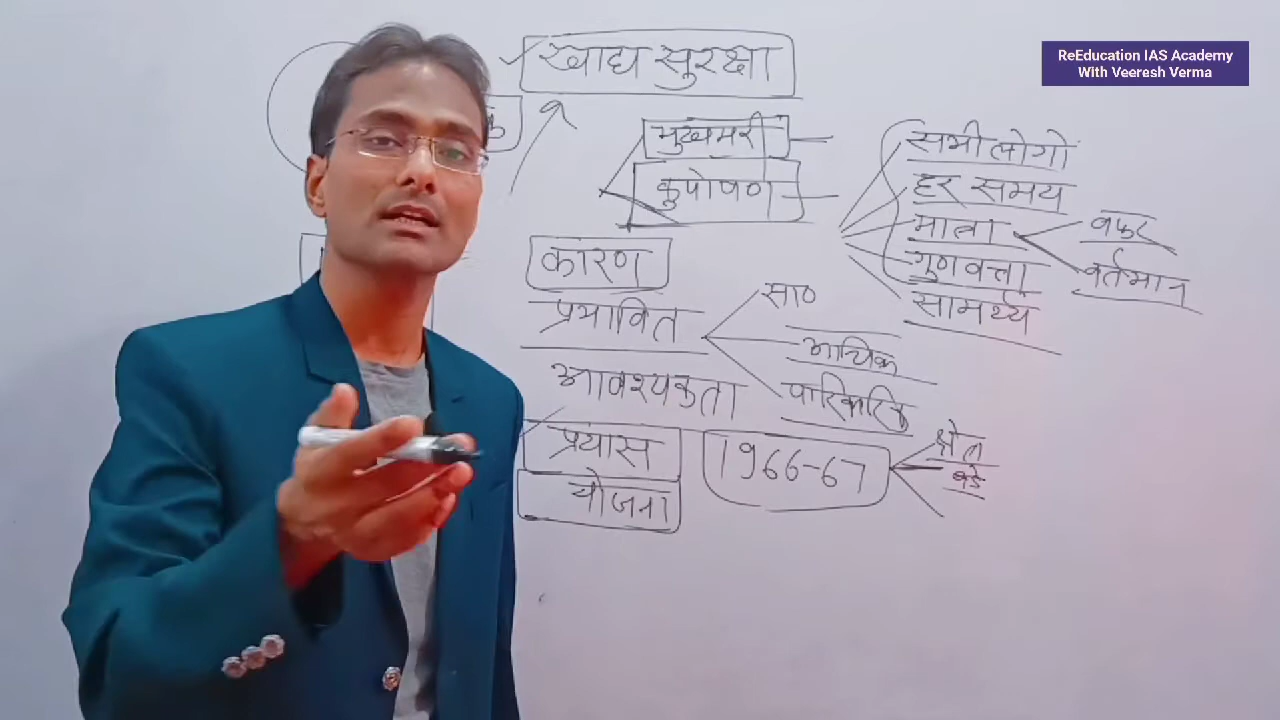 ReEducation IAS Academy
With Veeresh Verma
खाद्य सुरक्षा
भुखमरी
कुपोषण
सभी लोगों
हर समय
मात्रा
गुणवत्ता
सामर्थ्य
बफर
वर्तमान
कारण
प्रभावित
सा०
आर्थिक
पारिवारिक
आवश्यकता
प्रयास
योजना
1966-67
क्षेत्र